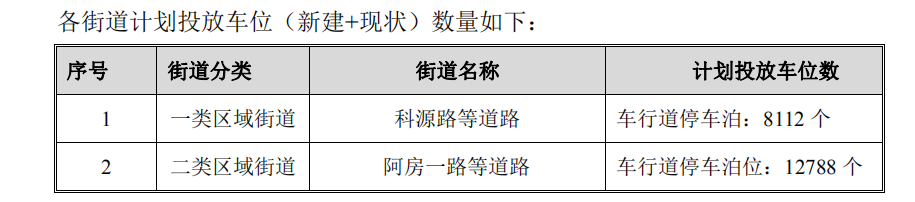 各街道计划投放车位（新建+现状）数量如下：
序号 街道分类 街道名称 计划投放车位数
1 一类区域街道 科源路等道路 车行道停车泊：8112 个
2 二类区域街道 阿房一路等道路 车行道停车泊位：12788 个